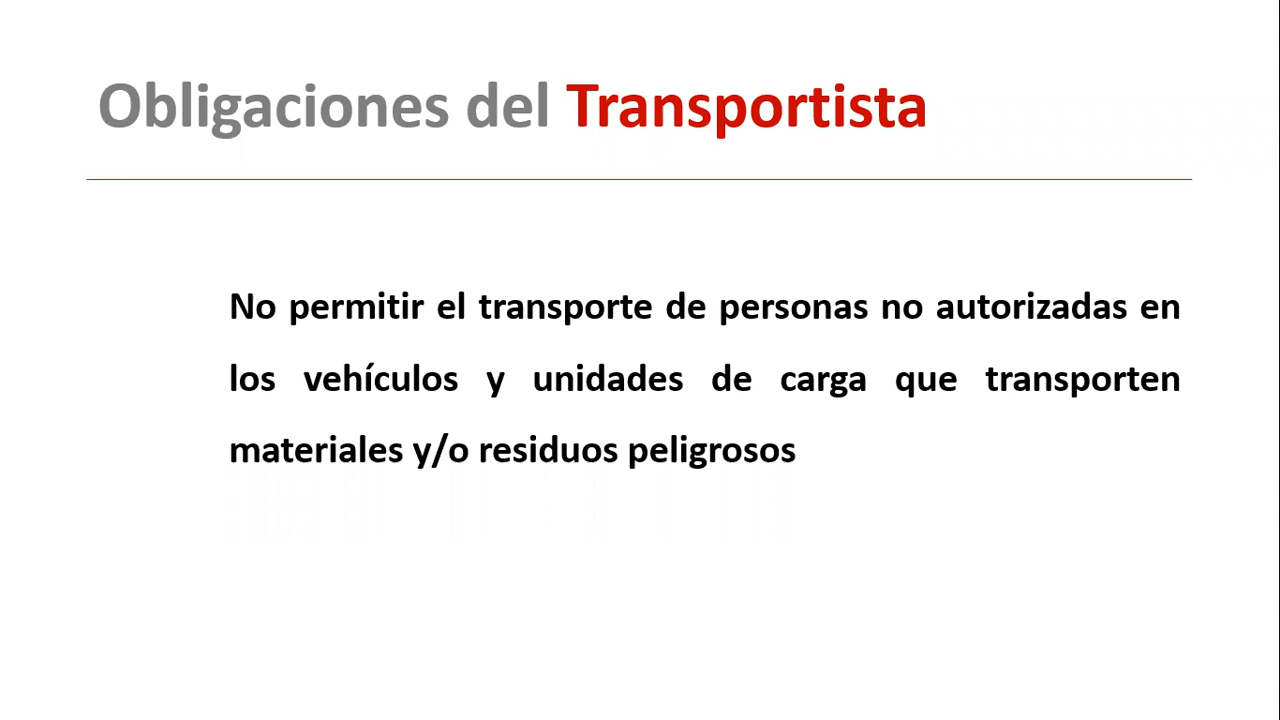 Obligaciones del Transportista
No permitir el transporte de personas no autorizadas en
los vehículos y unidades de carga que transporten
materiales y/o residuos peligrosos